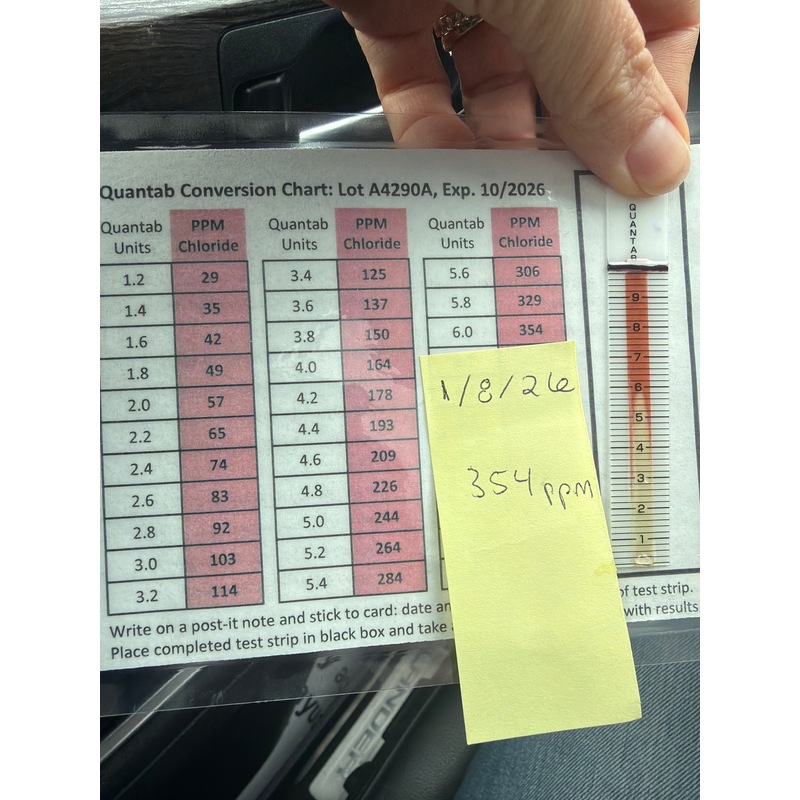 Quantab Conversion Chart: Lot A4290A, Exp. 10/2026
Quantab Units PPM Chloride Quantab Units PPM Chloride Quantab Units PPM Chloride
1.2 29 3.4 125 5.6 306
1.4 35 3.6 137 5.8 329
1.6 42 3.8 150 6.0 354
1.8 49 4.0 164
2.0 57 4.2 178
2.2 65 4.4 193
2.4 74 4.6 209
2.6 83 4.8 226
2.8 92 5.0 244
3.0 103 5.2 264
3.2 114 5.4 284
1/8/26
354 ppm
QUANTAB
9
8
7
6
5
4
3
2
1
Write on a post-it note and stick to card: date an of test strip.
Place completed test strip in black box and take with results